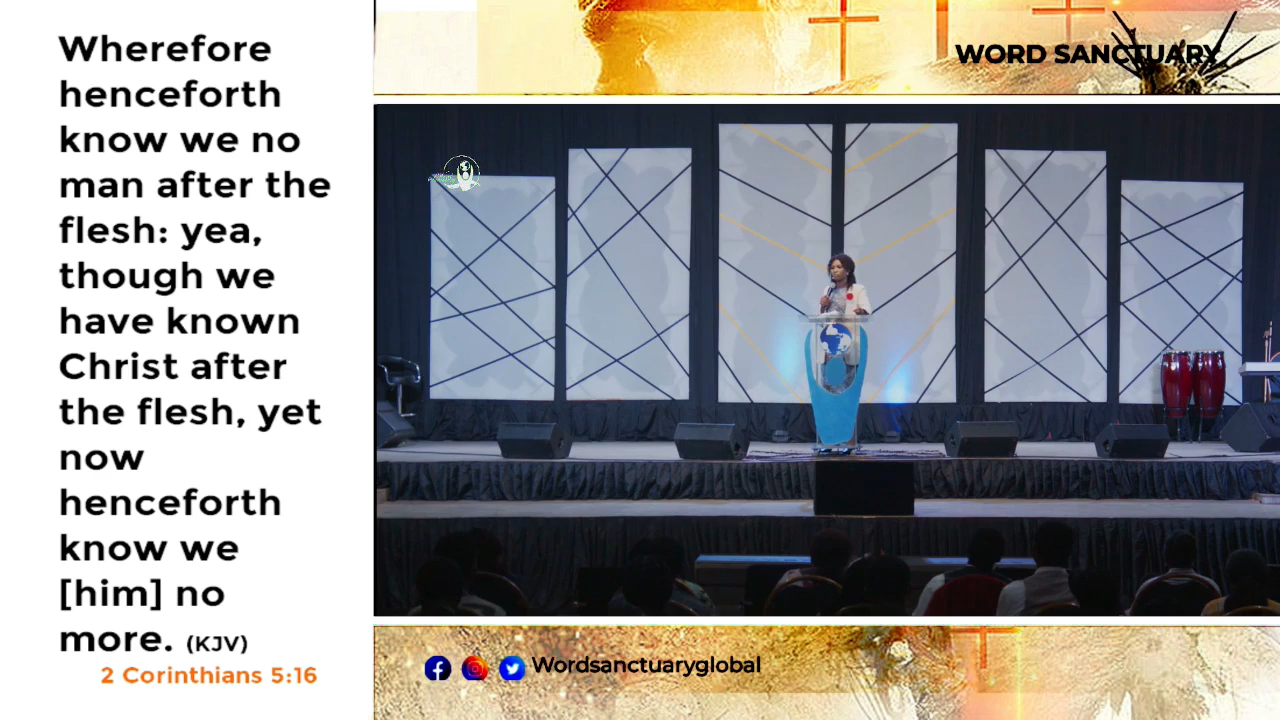 Wherefore
henceforth
know we no
man after the
flesh: yea,
though we
have known
Christ after
the flesh, yet
now
henceforth
know we
[him] no
more. (KJV)
2 Corinthians 5:16
WORD SANCTUARY
Wordsanctuaryglobal